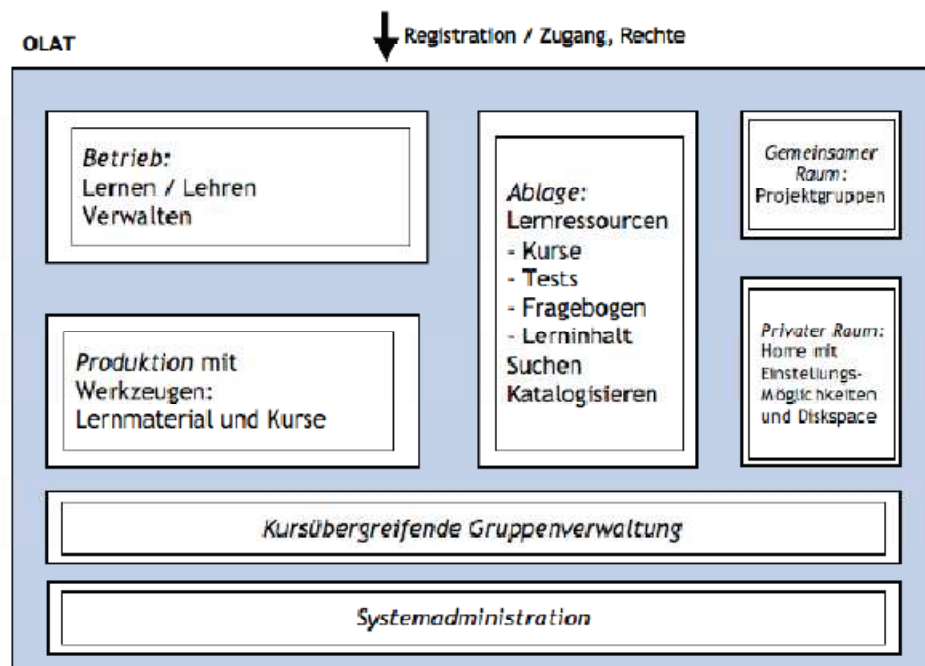 OLAT
Registration / Zugang, Rechte
Betrieb:
Lernen / Lehren
Verwalten
Produktion mit
Werkzeugen:
Lernmaterial und Kurse
Ablage:
Lernressourcen
- Kurse
- Tests
- Fragebogen
- Lerninhalt
Suchen
Katalogisieren
Gemeinsamer
Raum:
Projektgruppen
Privater Raum:
Home mit
Einstellungs-
Möglichkeiten
und Diskspace
Kursübergreifende Gruppenverwaltung
Systemadministration